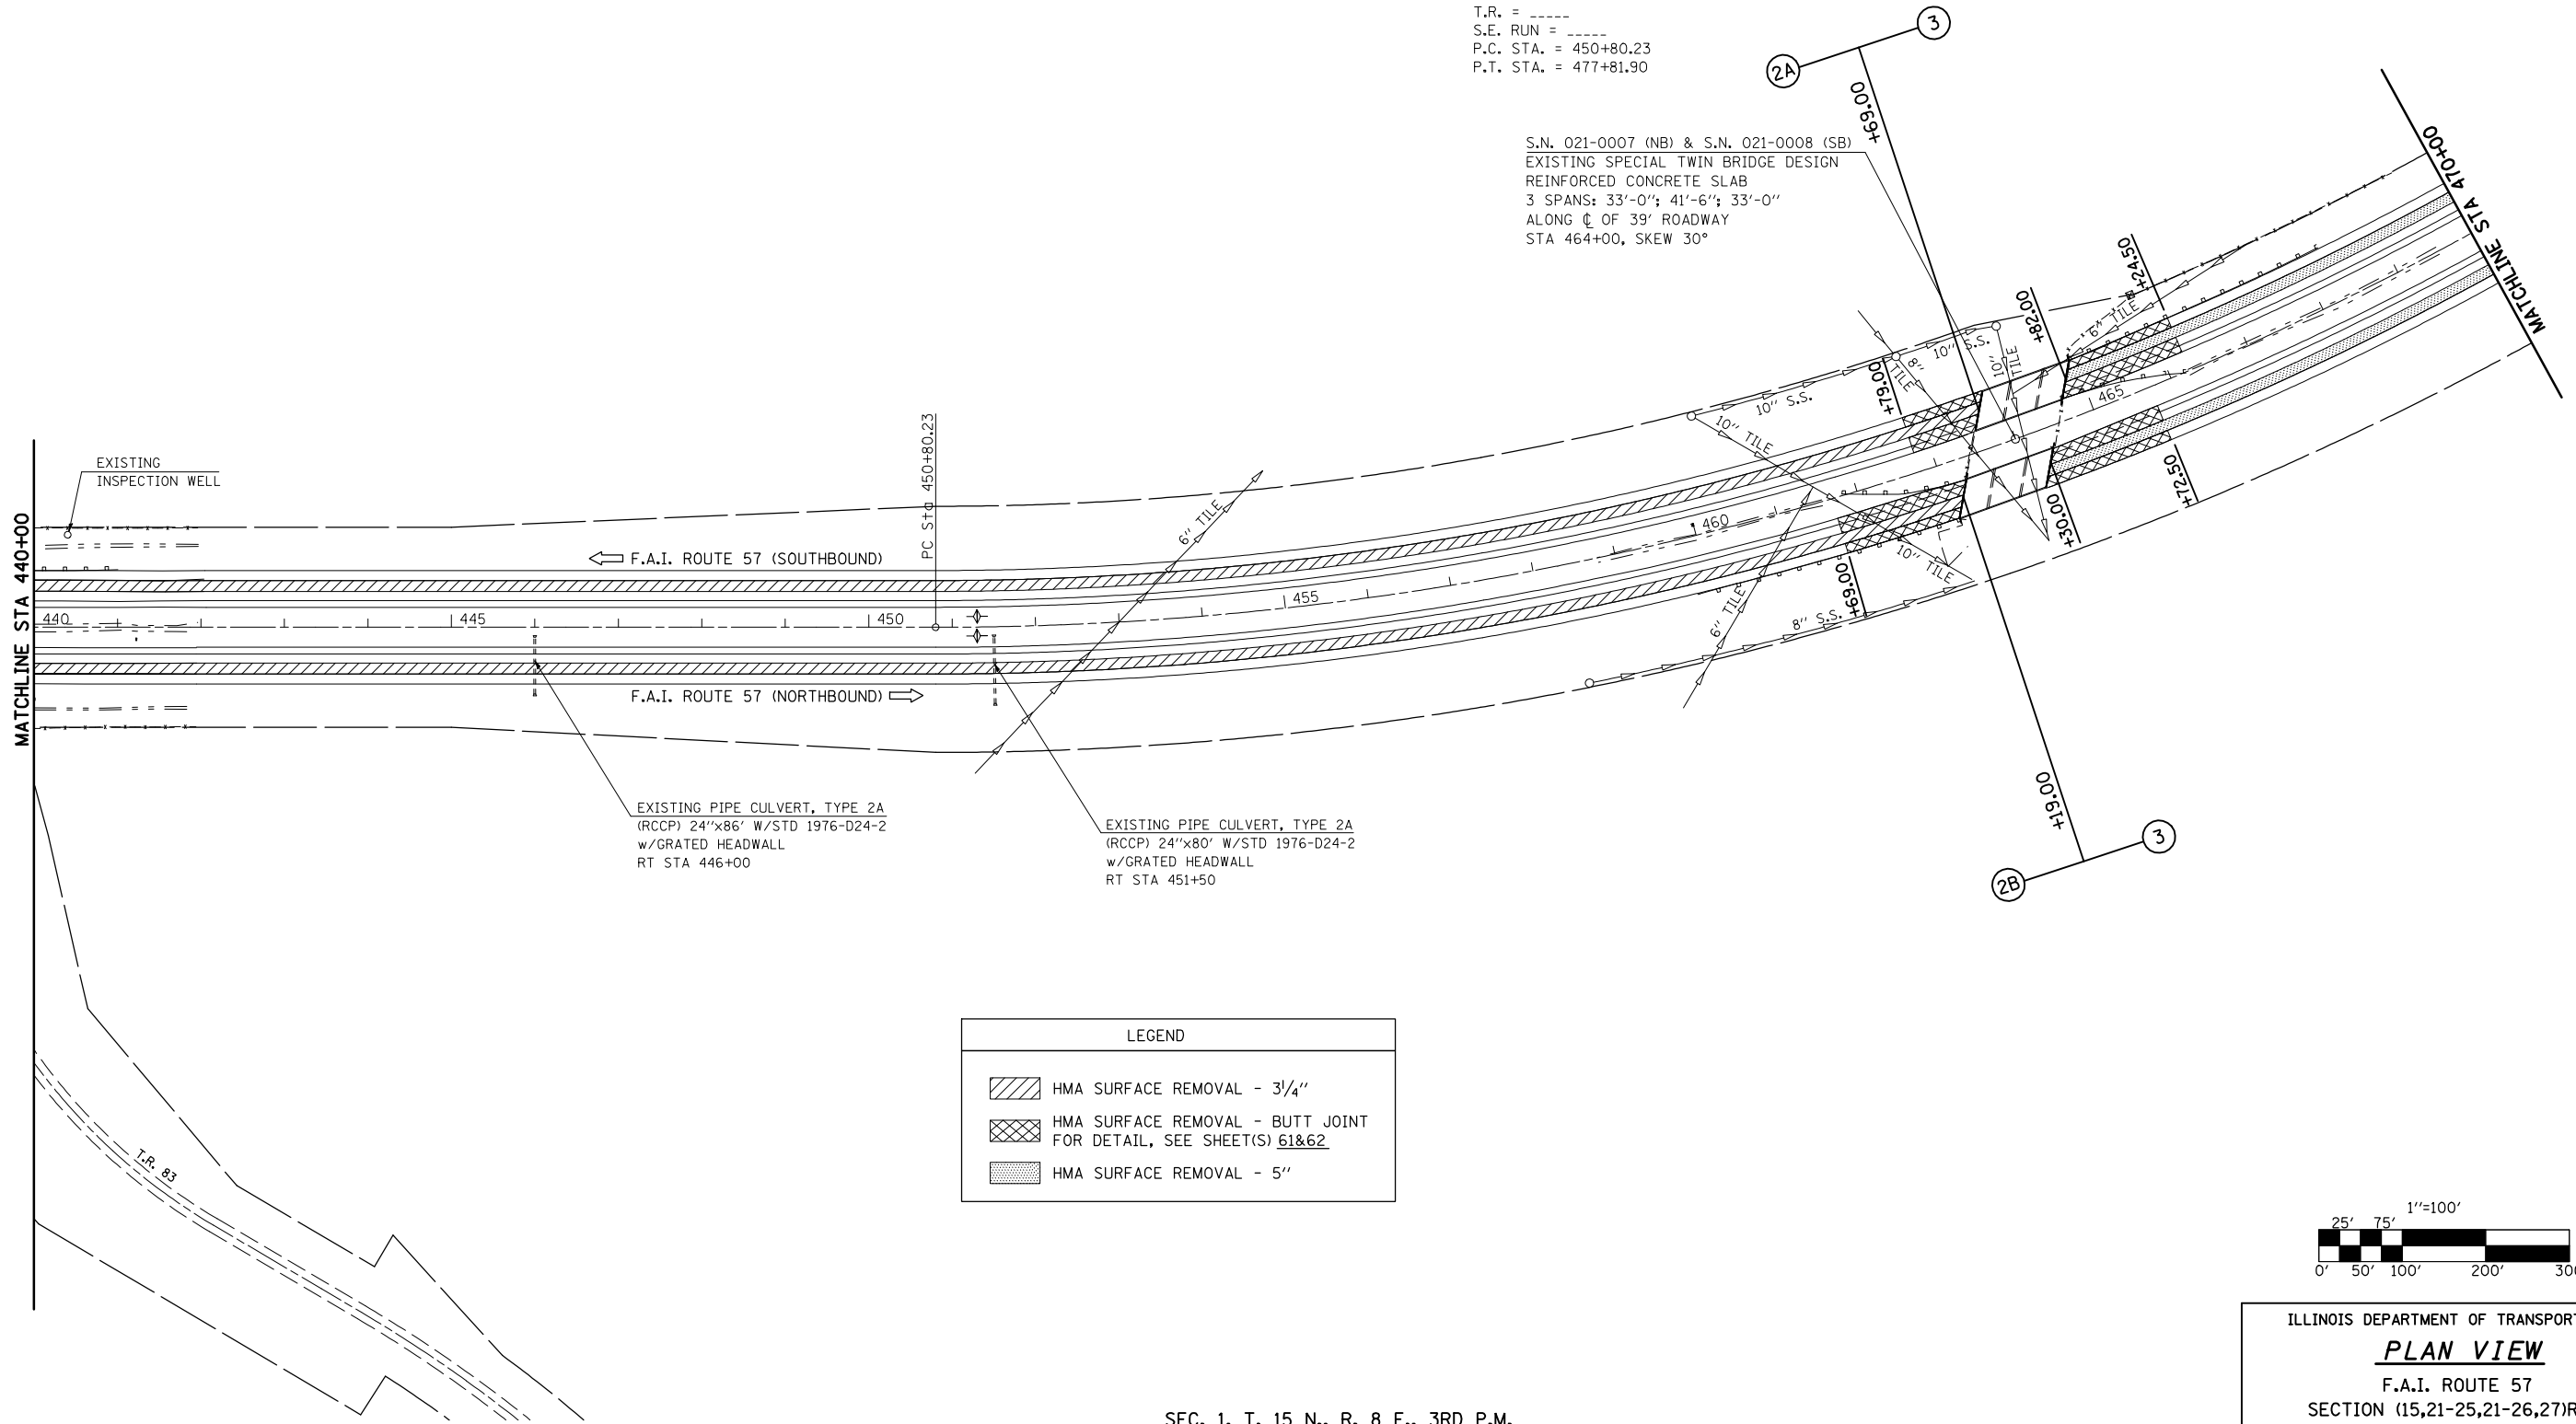 T.R. = _____
S.E. RUN = _____
P.C. STA. = 450+80.23
P.T. STA. = 477+81.90
3
2A
+69.00
S.N. 021-0007 (NB) & S.N. 021-0008 (SB)
EXISTING SPECIAL TWIN BRIDGE DESIGN
REINFORCED CONCRETE SLAB
3 SPANS: 33'-0"; 41'-6"; 33'-0"
ALONG ℄ OF 39' ROADWAY
STA 464+00, SKEW 30°
MATCHLINE STA 470+00
+24.50
+82.00
6" TILE
10" S.S.
10" TILE
8" TILE
+79.00
10" S.S.
10" TILE
465
+72.50
+30.00
460
10" TILE
+69.00
6" TILE
8" S.S.
455
6" TILE
PC Sta 450+80.23
EXISTING
INSPECTION WELL
MATCHLINE STA 440+00
F.A.I. ROUTE 57 (SOUTHBOUND)
440
445
450
F.A.I. ROUTE 57 (NORTHBOUND)
EXISTING PIPE CULVERT, TYPE 2A
(RCCP) 24"x86' W/STD 1976-D24-2
w/GRATED HEADWALL
RT STA 446+00
EXISTING PIPE CULVERT, TYPE 2A
(RCCP) 24"x80' W/STD 1976-D24-2
w/GRATED HEADWALL
RT STA 451+50
+19.00
3
2B
LEGEND
HMA SURFACE REMOVAL - 3 1/4"
HMA SURFACE REMOVAL - BUTT JOINT
FOR DETAIL, SEE SHEET(S) 61&62
HMA SURFACE REMOVAL - 5"
T.R. 83
1"=100'
25' 75'
0' 50' 100' 200' 300
ILLINOIS DEPARTMENT OF TRANSPORT
PLAN VIEW
F.A.I. ROUTE 57
SECTION (15,21-25,21-26,27)R
SEC. 1, T. 15 N., R. 8 E., 3RD P.M.